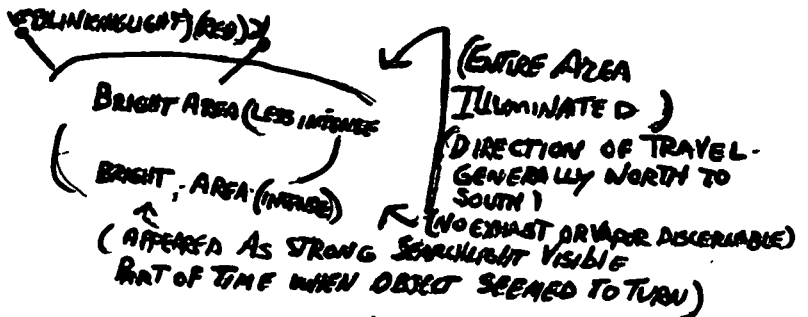 (BLINKING LIGHT) (RED)
BRIGHT AREA (LESS INTENSE
BRIGHT, AREA (INTENSE)
(APPEARED AS STRONG SEARCHLIGHT VISIBLE
PART OF TIME WHEN OBJECT SEEMED TO TURN)
(ENTIRE AREA
ILLUMINATED)
(DIRECTION OF TRAVEL-
GENERALLY NORTH TO
SOUTH)
(NO EXHAUST OR VAPOR DISCERNABLE)